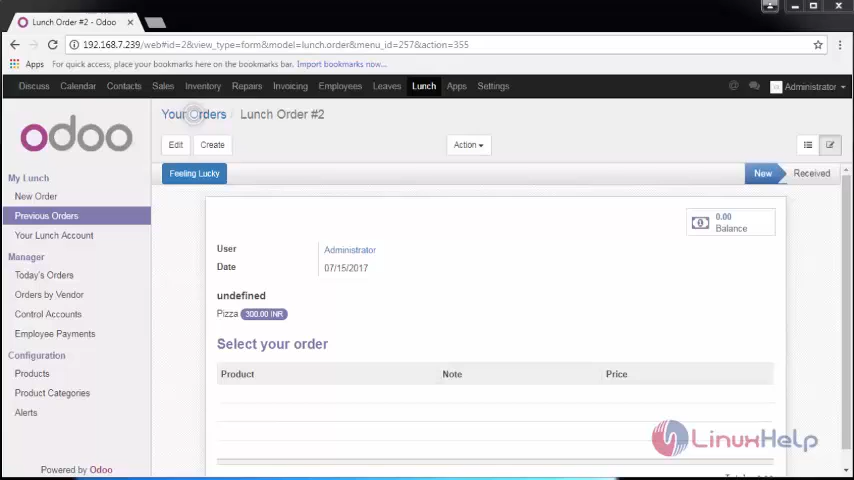 Lunch Order #2 - Odoo
192.168.7.239/web#id=2&view_type=form&model=lunch.order&menu_id=257&action=355
Apps For quick access, place your bookmarks here on the bookmarks bar. Import bookmarks now...
Discuss Calendar Contacts Sales Inventory Repairs Invoicing Employees Leaves Lunch Apps Settings @ Administrator
odoo
Your Orders / Lunch Order #2
Edit Create Action
Feeling Lucky New Received
My Lunch
New Order
Previous Orders
Your Lunch Account
Manager
Today's Orders
Orders by Vendor
Control Accounts
Employee Payments
Configuration
Products
Product Categories
Alerts
Powered by Odoo
0.00
Balance
User Administrator
Date 07/15/2017
undefined
Pizza 300.00 INR
Select your order
Product Note Price
LinuxHelp